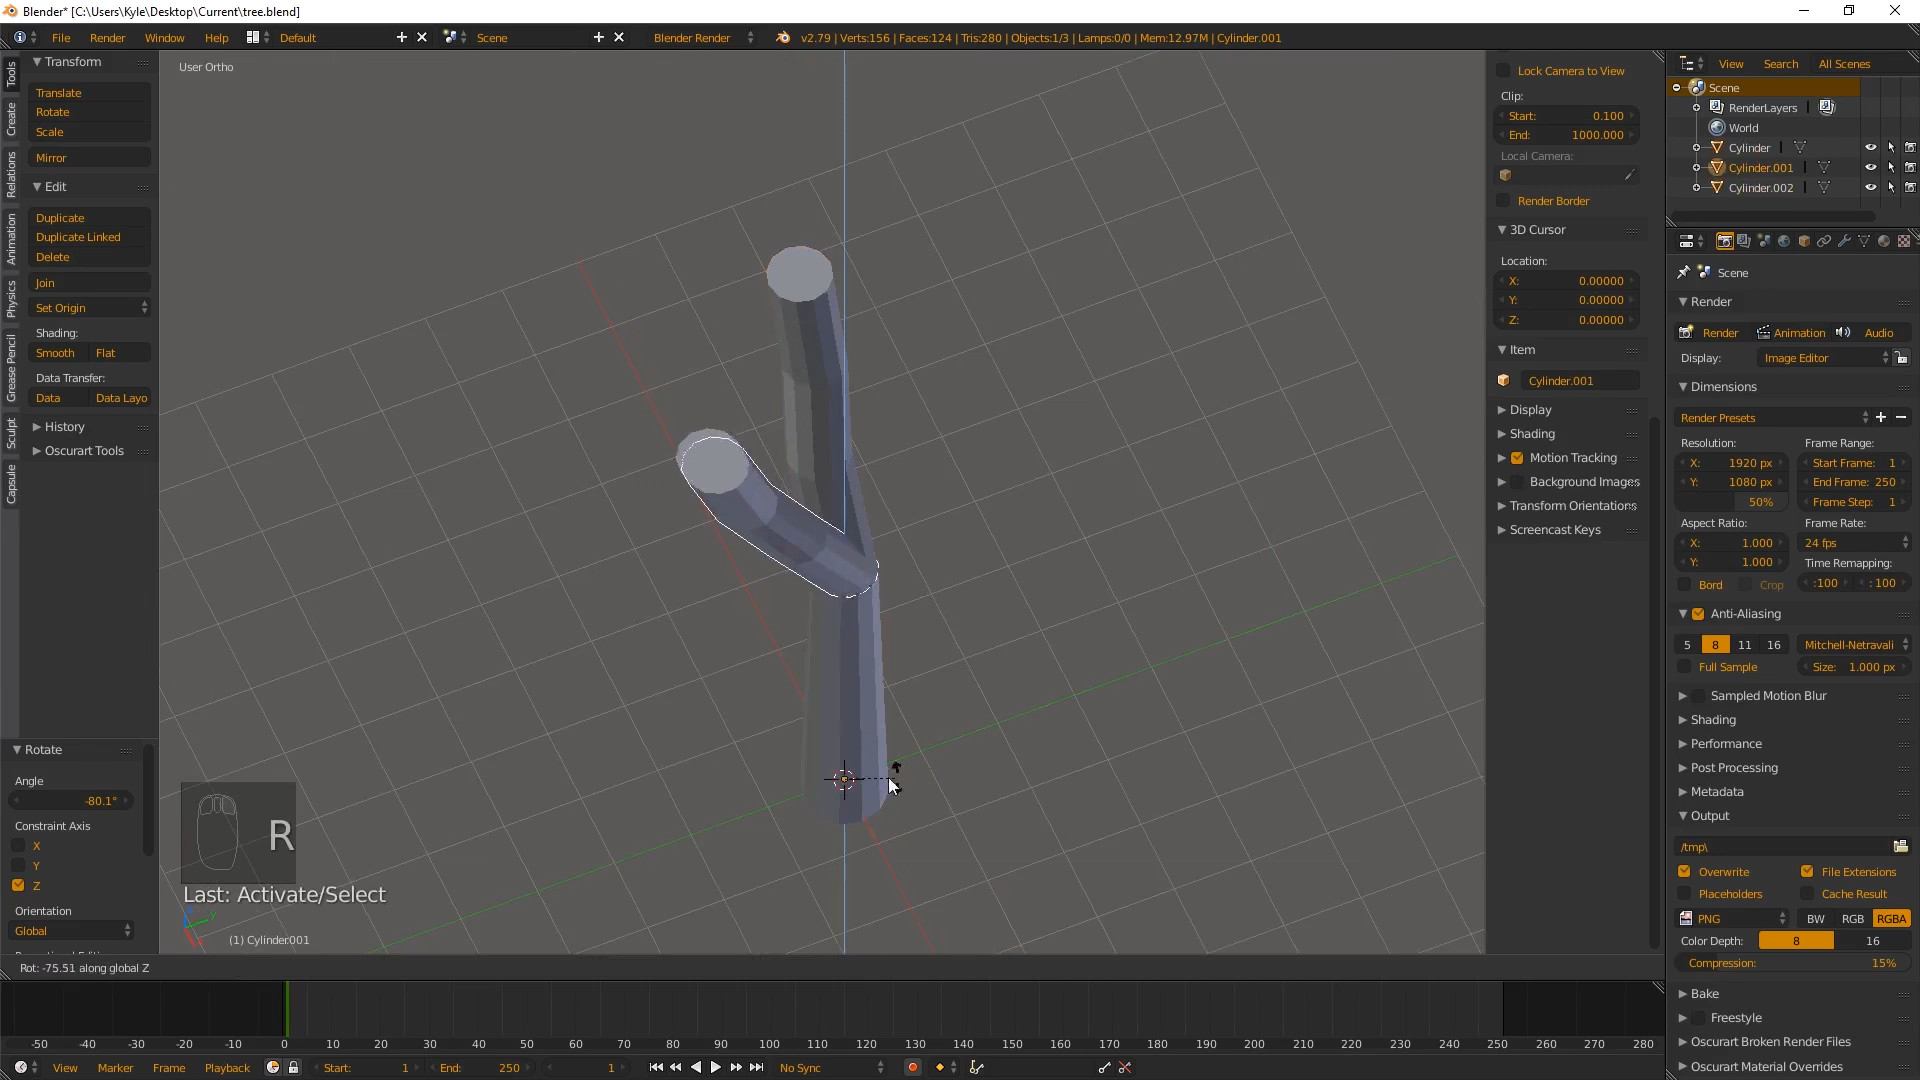 Blender* [C:\Users\Kyle\Desktop\Current\tree.blend]
File Render Window Help Default Scene Blender Render v2.79 | Verts:156 | Faces:124 | Tris:280 | Objects:1/3 | Lamps:0/0 | Mem:12.97M | Cylinder.001
Tools
Create
Relations
Animation
Physics
Grease Pencil
Sculpt
Capsule
Transform
Translate
Rotate
Scale
Mirror
Edit
Duplicate
Duplicate Linked
Delete
Join
Set Origin
Shading:
Smooth Flat
Data Transfer:
Data Data Layo
History
Oscurart Tools
Rotate
Angle
-80.1°
Constraint Axis
X
Y
Z
Orientation
Global
User Ortho
R
Last: Activate/Select
(1) Cylinder.001
Rot: -75.51 along global Z
Lock Camera to View
Clip:
Start: 0.100
End: 1000.000
Local Camera:
Render Border
3D Cursor
Location:
X: 0.00000
Y: 0.00000
Z: 0.00000
Item
Cylinder.001
Display
Shading
Motion Tracking
Background Images
Transform Orientations
Screencast Keys
View Search All Scenes
Scene
RenderLayers
World
Cylinder
Cylinder.001
Cylinder.002
Scene
Render
Render Animation Audio
Display: Image Editor
Dimensions
Render Presets
Resolution: Frame Range:
X: 1920 px Start Frame: 1
Y: 1080 px End Frame: 250
50% Frame Step: 1
Aspect Ratio: Frame Rate:
X: 1.000 24 fps
Y: 1.000 Time Remapping:
Bord Crop :100 :100
Anti-Aliasing
5 8 11 16 Mitchell-Netravali
Full Sample Size: 1.000 px
Sampled Motion Blur
Shading
Performance
Post Processing
Metadata
Output
/tmp\
Overwrite File Extensions
Placeholders Cache Result
PNG BW RGB RGBA
Color Depth: 8 16
Compression: 15%
Bake
Freestyle
Oscurart Broken Render Files
Oscurart Material Overrides
-50 -40 -30 -20 -10 0 10 20 30 40 50 60 70 80 90 100 110 120 130 140 150 160 170 180 190 200 210 220 230 240 250 260 270 280
View Marker Frame Playback Start: 1 End: 250 1 No Sync